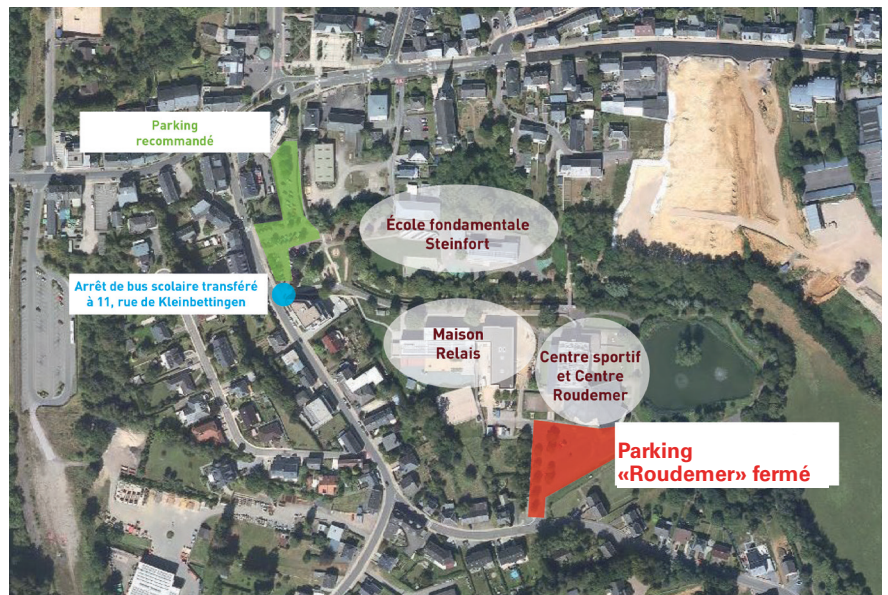 Parking
recommandé
École fondamentale
Steinfort
Arrêt de bus scolaire transféré
à 11, rue de Kleinbettingen
Maison
Relais
Centre sportif
et Centre
Roudemer
Parking
«Roudemer» fermé